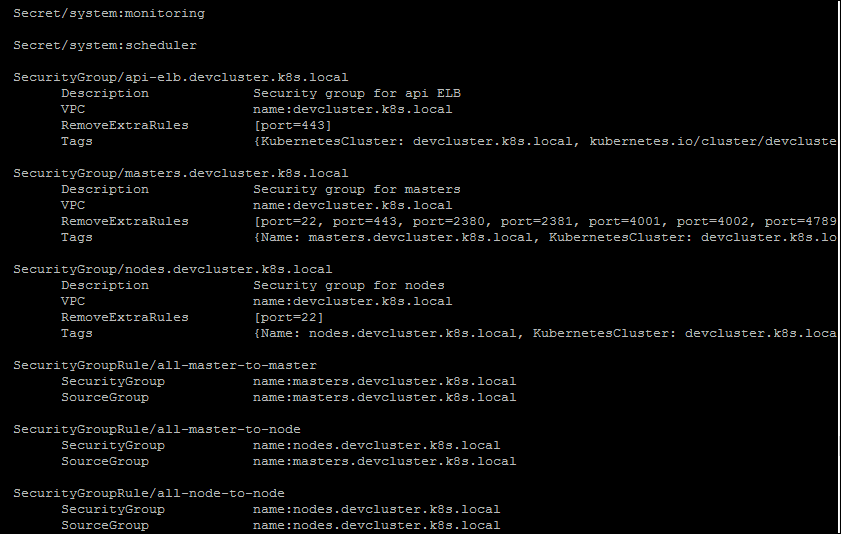 Secret/system:monitoring
Secret/system:scheduler
SecurityGroup/api-elb.devcluster.k8s.local
Description Security group for api ELB
VPC name:devcluster.k8s.local
RemoveExtraRules [port=443]
Tags {KubernetesCluster: devcluster.k8s.local, kubernetes.io/cluster/devcluste
SecurityGroup/masters.devcluster.k8s.local
Description Security group for masters
VPC name:devcluster.k8s.local
RemoveExtraRules [port=22, port=443, port=2380, port=2381, port=4001, port=4002, port=4789
Tags {Name: masters.devcluster.k8s.local, KubernetesCluster: devcluster.k8s.lo
SecurityGroup/nodes.devcluster.k8s.local
Description Security group for nodes
VPC name:devcluster.k8s.local
RemoveExtraRules [port=22]
Tags {Name: nodes.devcluster.k8s.local, KubernetesCluster: devcluster.k8s.loca
SecurityGroupRule/all-master-to-master
SecurityGroup name:masters.devcluster.k8s.local
SourceGroup name:masters.devcluster.k8s.local
SecurityGroupRule/all-master-to-node
SecurityGroup name:nodes.devcluster.k8s.local
SourceGroup name:masters.devcluster.k8s.local
SecurityGroupRule/all-node-to-node
SecurityGroup name:nodes.devcluster.k8s.local
SourceGroup name:nodes.devcluster.k8s.local